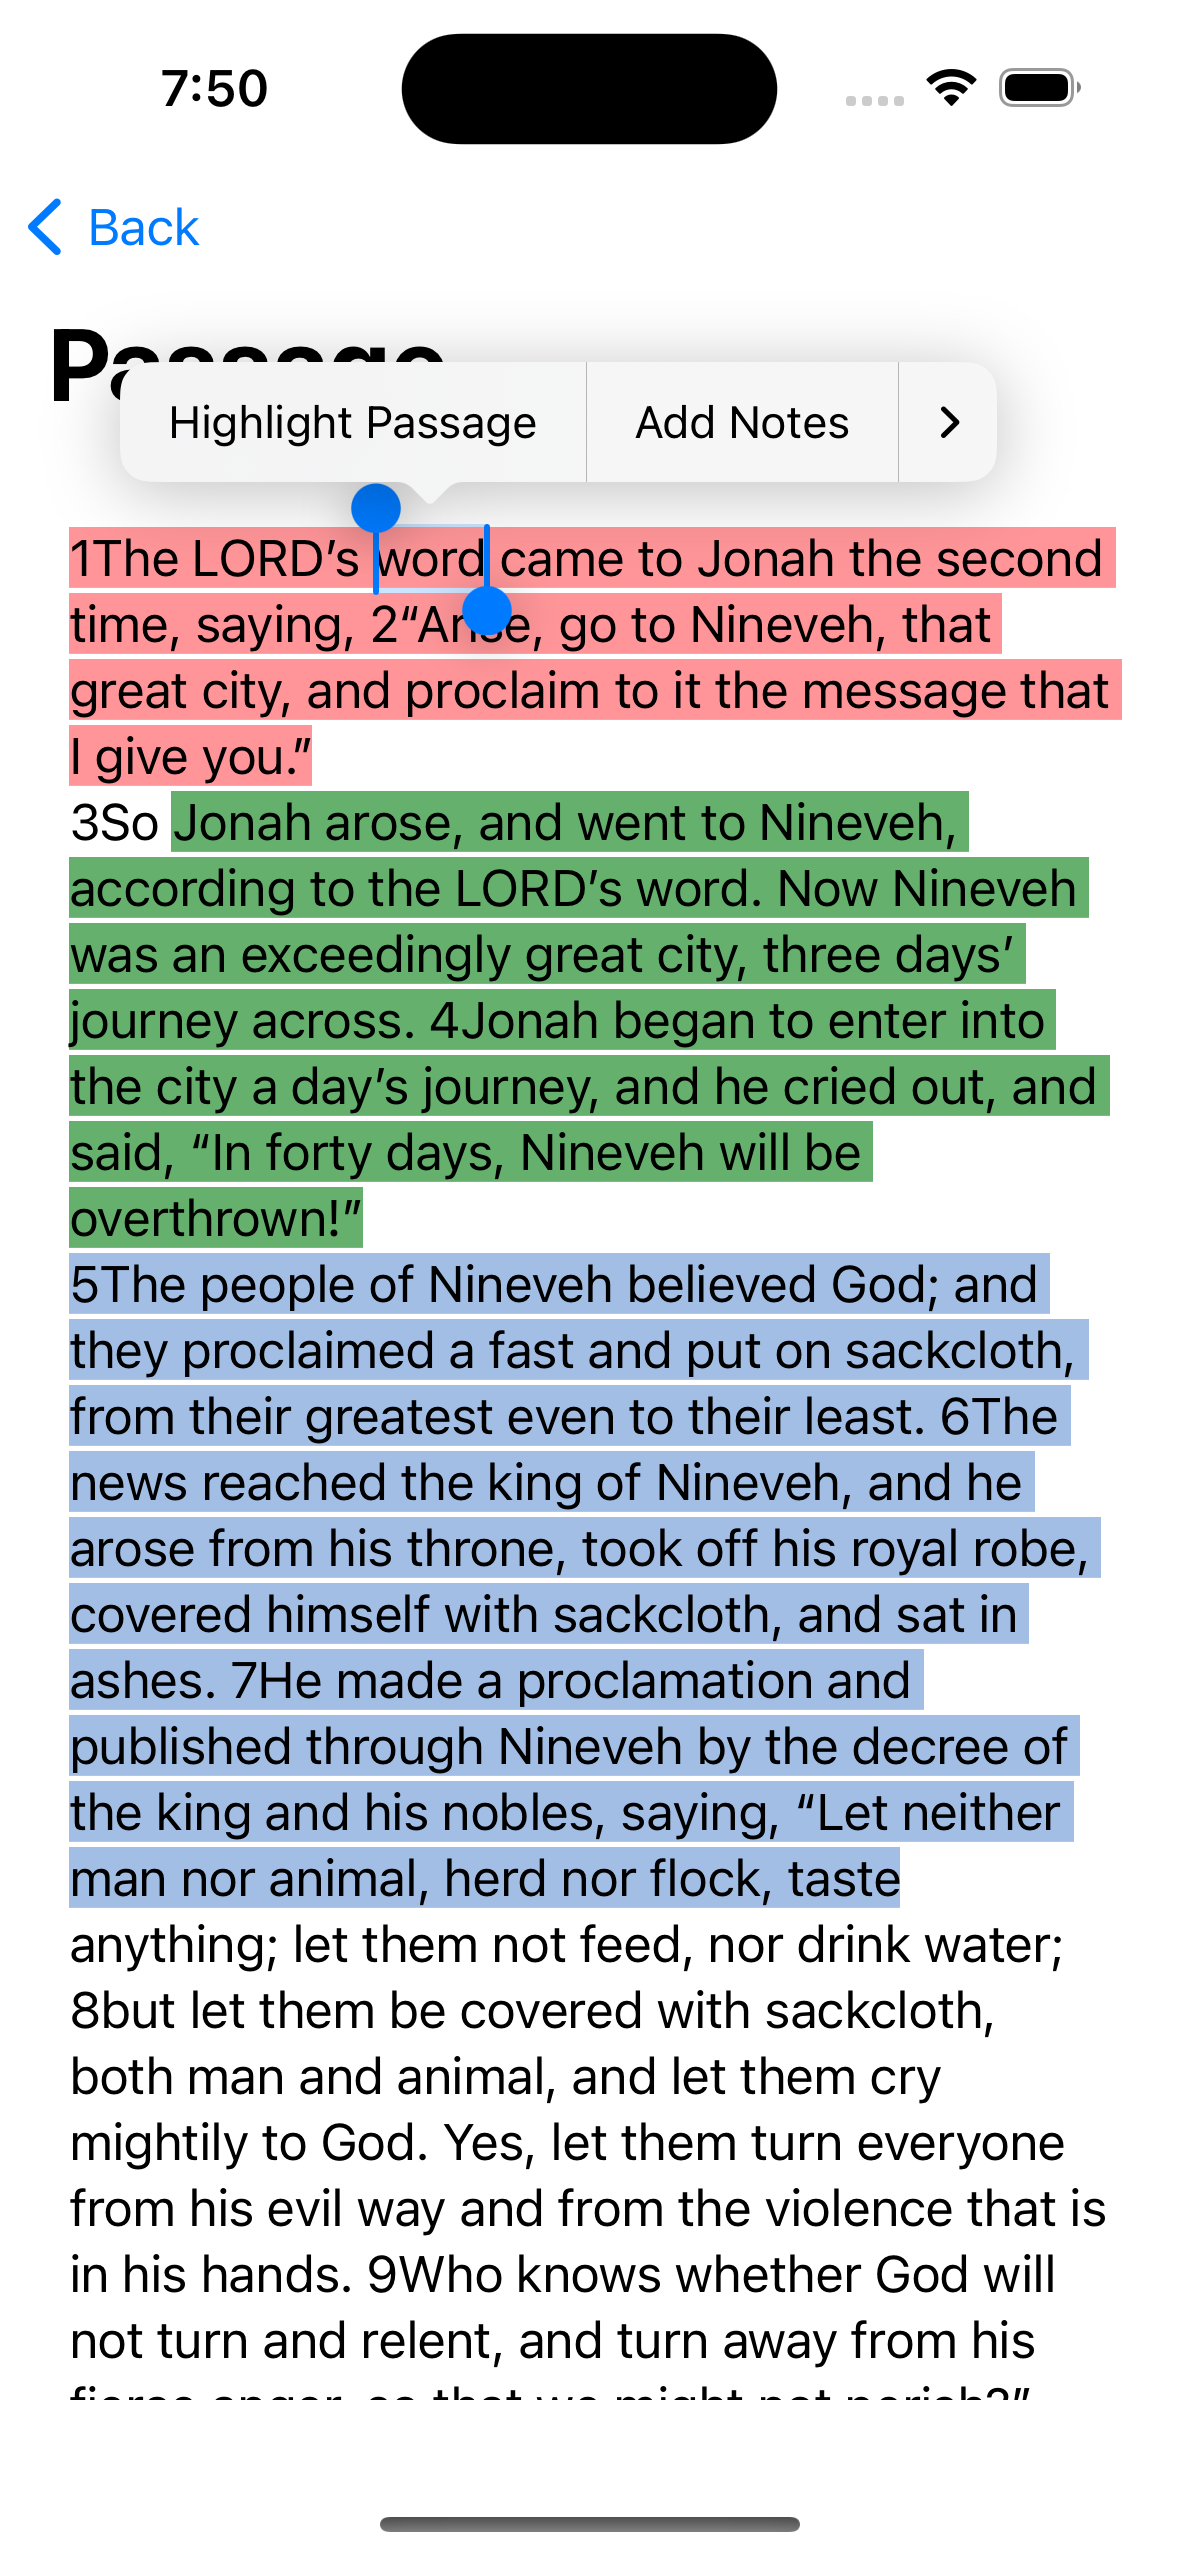 7:50
Back
Passage
Highlight Passage
Add Notes
1The LORD’s word came to Jonah the second
time, saying, 2“Arise, go to Nineveh, that
great city, and proclaim to it the message that
I give you.”
3So Jonah arose, and went to Nineveh,
according to the LORD’s word. Now Nineveh
was an exceedingly great city, three days’
journey across. 4Jonah began to enter into
the city a day’s journey, and he cried out, and
said, “In forty days, Nineveh will be
overthrown!”
5The people of Nineveh believed God; and
they proclaimed a fast and put on sackcloth,
from their greatest even to their least. 6The
news reached the king of Nineveh, and he
arose from his throne, took off his royal robe,
covered himself with sackcloth, and sat in
ashes. 7He made a proclamation and
published through Nineveh by the decree of
the king and his nobles, saying, “Let neither
man nor animal, herd nor flock, taste
anything; let them not feed, nor drink water;
8but let them be covered with sackcloth,
both man and animal, and let them cry
mightily to God. Yes, let them turn everyone
from his evil way and from the violence that is
in his hands. 9Who knows whether God will
not turn and relent, and turn away from his
fierce anger, so that we might not perish?”